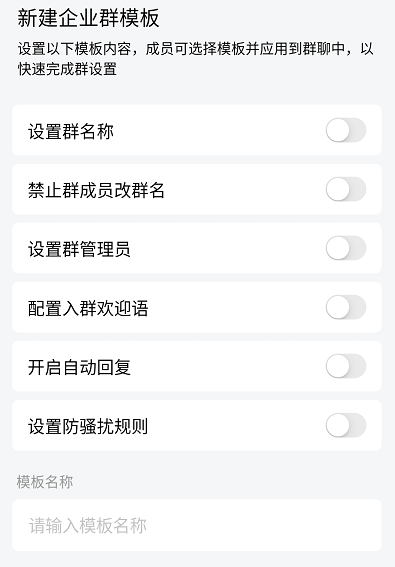 新建企业群模板
设置以下模板内容，成员可选择模板并应用到群聊中，以
快速完成群设置
设置群名称
禁止群成员改群名
设置群管理员
配置入群欢迎语
开启自动回复
设置防骚扰规则
模板名称
请输入模板名称